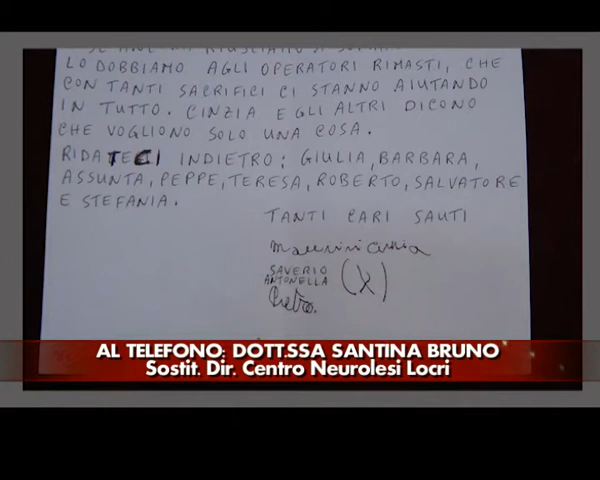 LO DOBBIAMO AGLI OPERATORI RIMASTI, CHE
CON TANTI SACRIFICI CI STANNO AIUTANDO
IN TUTTO. CINZIA E GLI ALTRI DICONO
CHE VOGLIONO SOLO UNA COSA.
RIDATECI INDIETRO: GIULIA, BARBARA,
ASSUNTA, PEPPE, TERESA, ROBERTO, SALVATORE
E STEFANIA.
TANTI CARI SAUTI
SAVERIO
ANTONELLA (X)
Pietro.
AL TELEFONO: DOTT.SSA SANTINA BRUNO
Sostit. Dir. Centro Neurolesi Locri